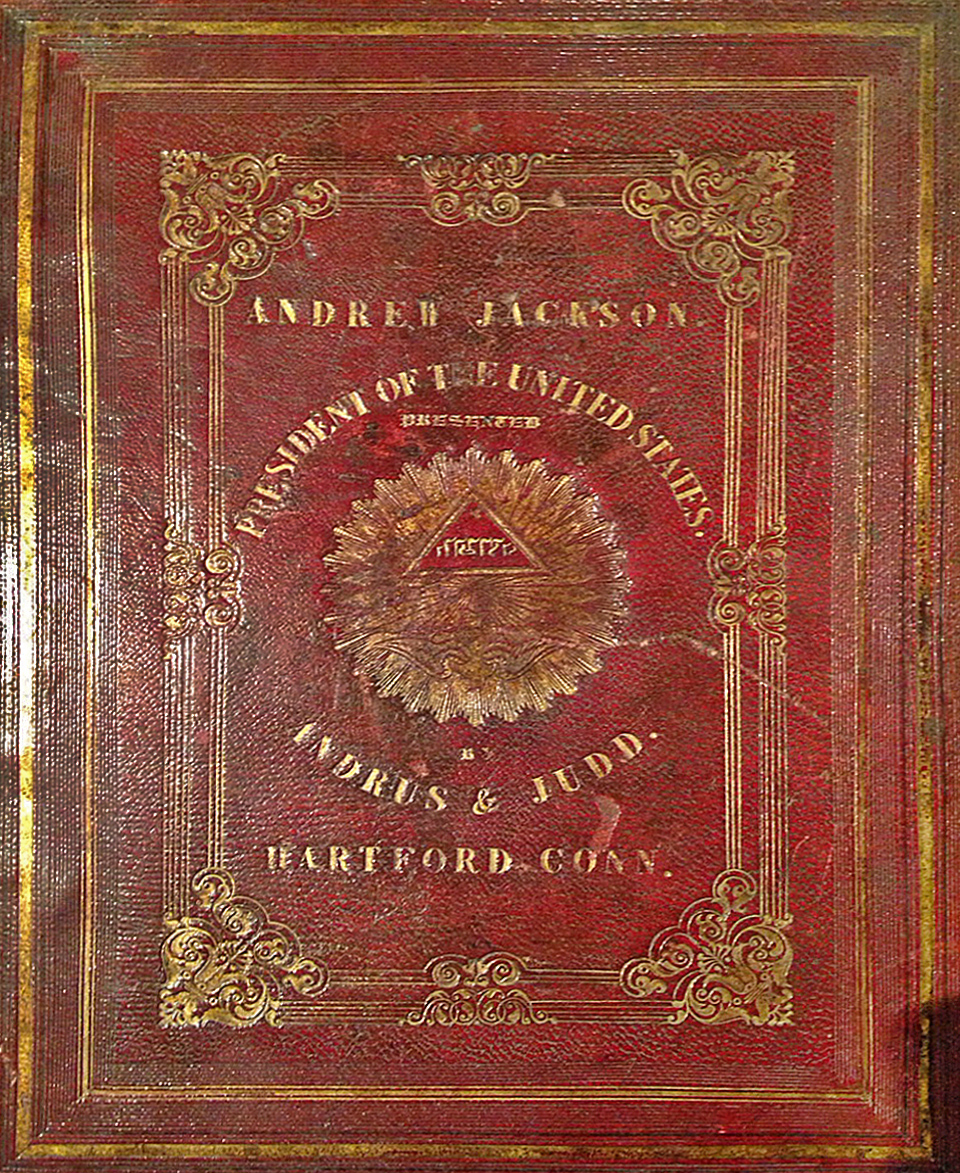 ANDREW JACKSON.
PRESIDENT OF THE UNITED STATES.
PRESENTED
BY
ANDRUS & JUDD.
HARTFORD. CONN.